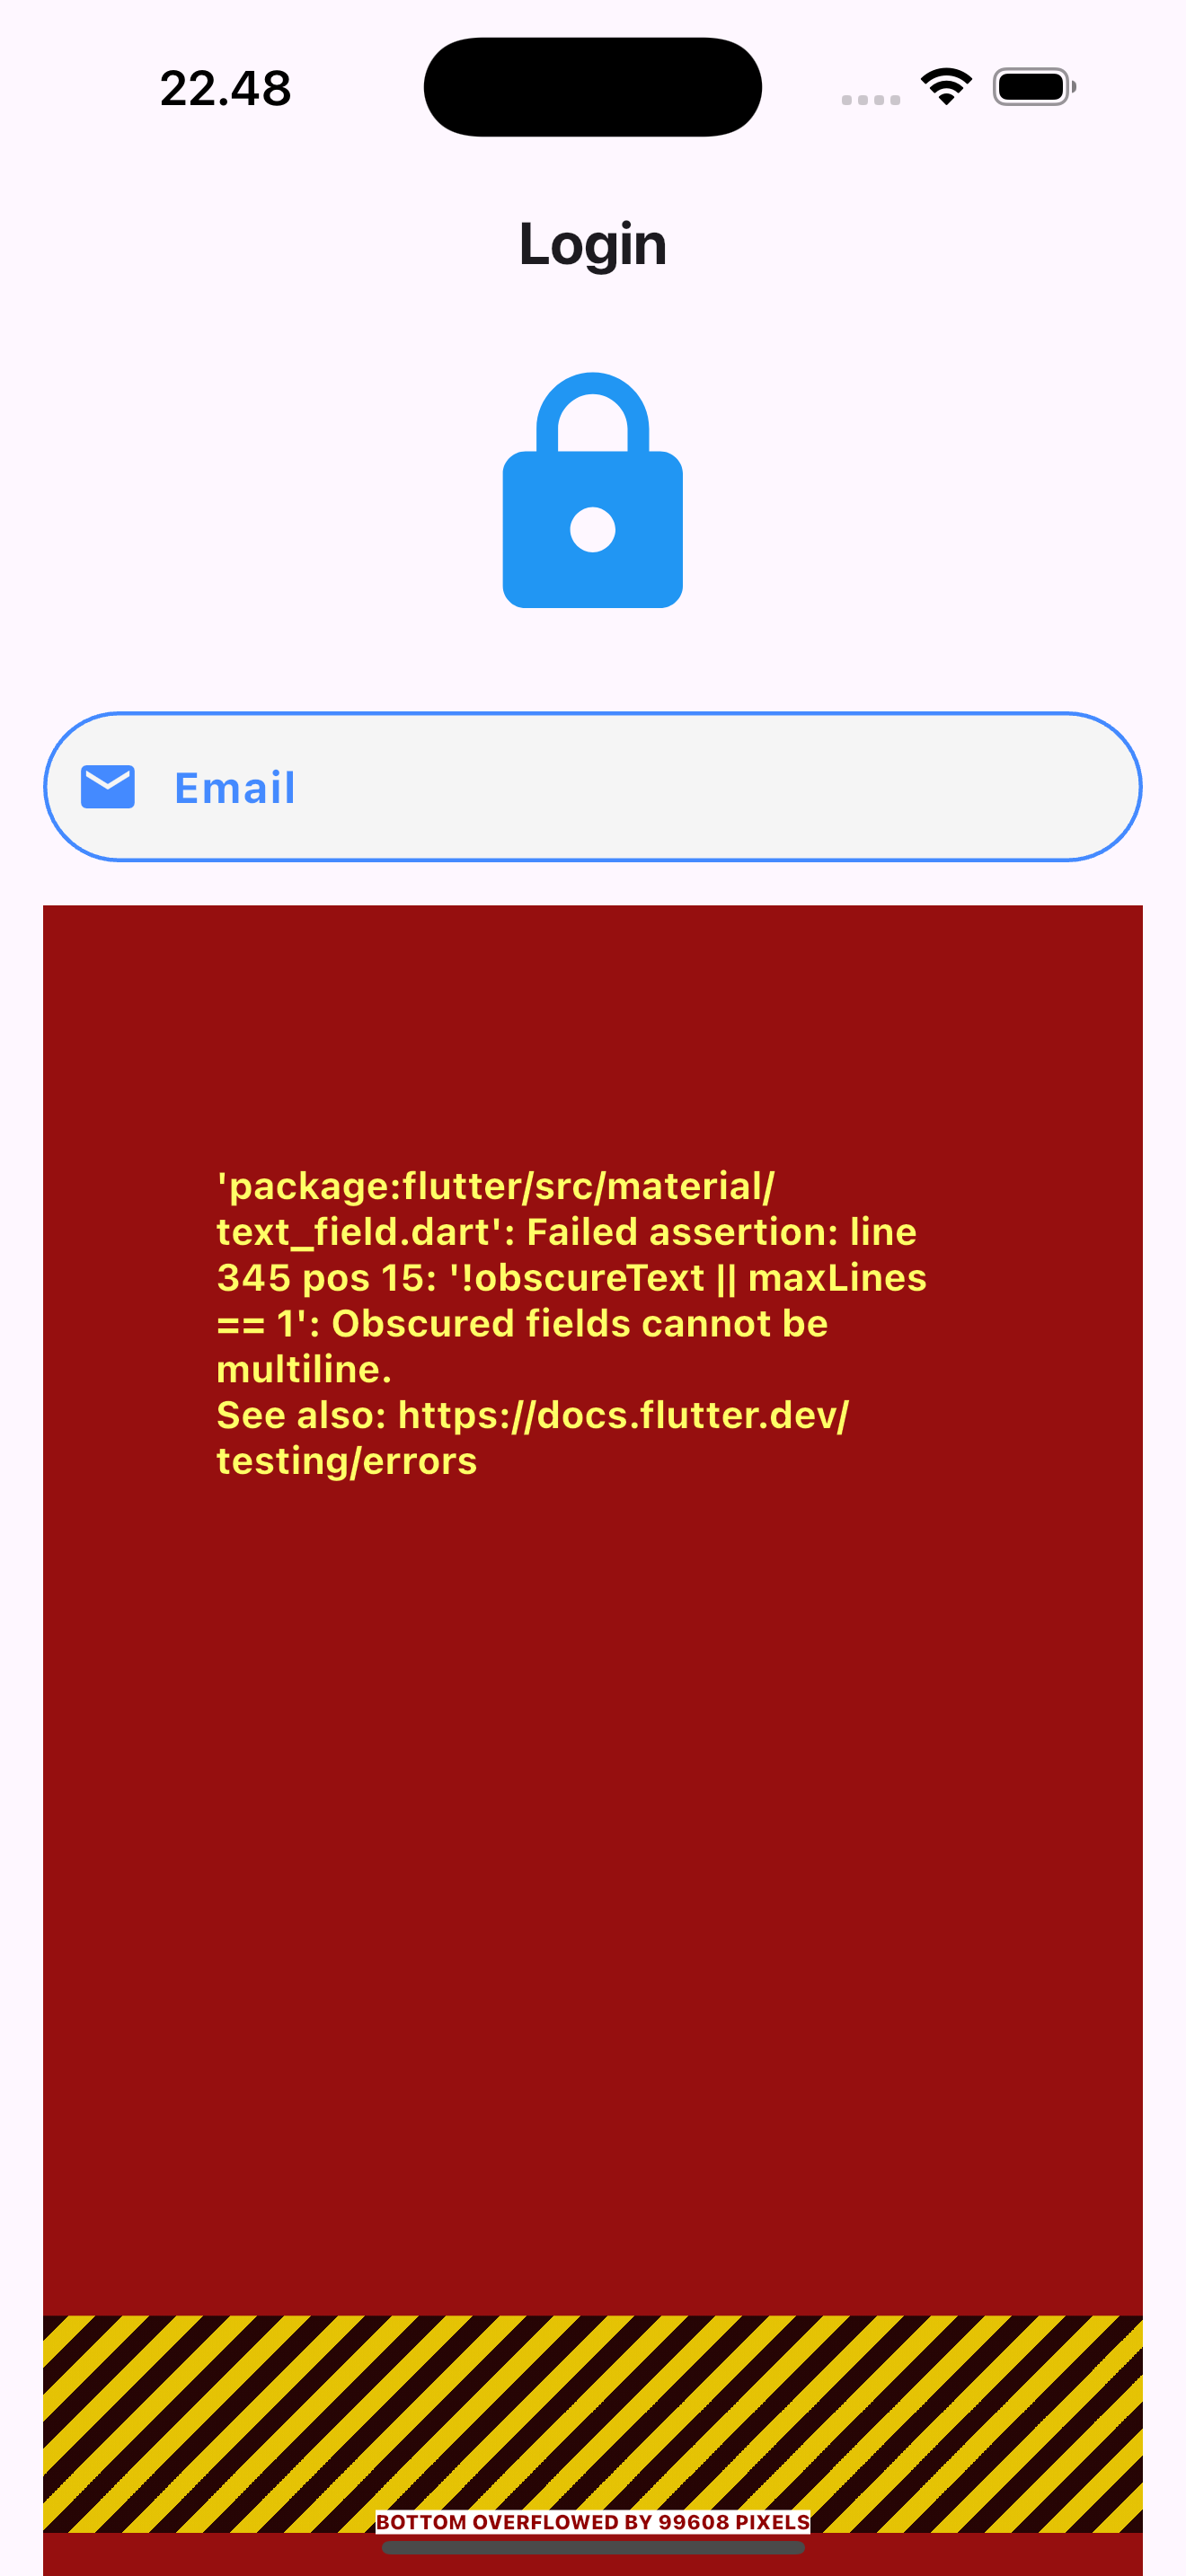 22.48
Login
Email
'package:flutter/src/material/
text_field.dart': Failed assertion: line
345 pos 15: '!obscureText || maxLines
== 1': Obscured fields cannot be
multiline.
See also: https://docs.flutter.dev/
testing/errors
BOTTOM OVERFLOWED BY 99608 PIXELS